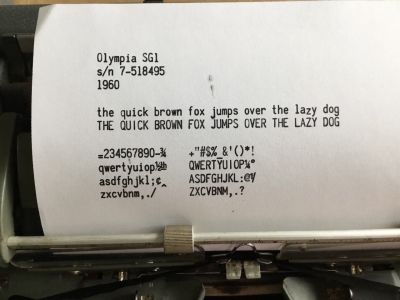 Olympia SG1
s/n 7-518495
1960
the quick brown fox jumps over the lazy dog
THE QUICK BROWN FOX JUMPS OVER THE LAZY DOG
=234567890-¾ +"#$%_&'()*!
qwertyuiop½ QWERTYUIOP¼°
asdfghjkl;¢ ASDFGHJKL:@
zxcvbnm,./ ZXCVBNM,.?